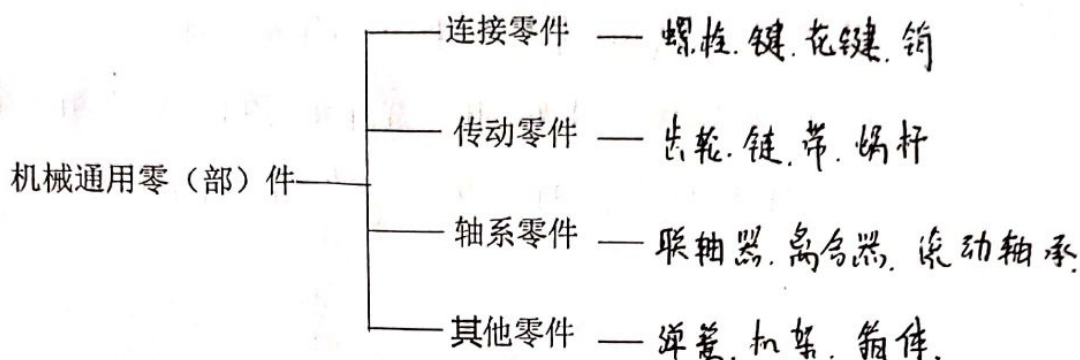 连接零件 — 螺栓.键.花键.销
传动零件 — 齿轮.链.带.蜗杆
机械通用零（部）件
轴系零件 — 联轴器.离合器.滚动轴承.
其他零件 — 弹簧.机架.箱体.